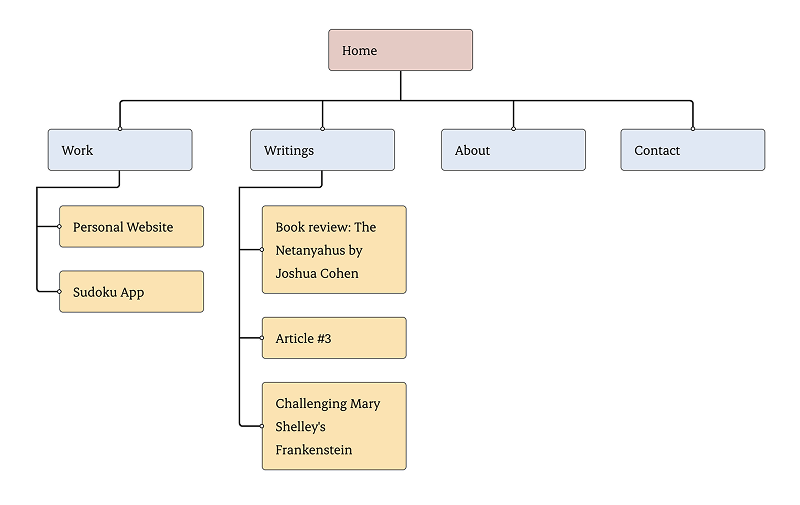 Home
Work
Writings
About
Contact
Personal Website
Sudoku App
Book review: The
Netanyahus by
Joshua Cohen
Article #3
Challenging Mary
Shelley's
Frankenstein